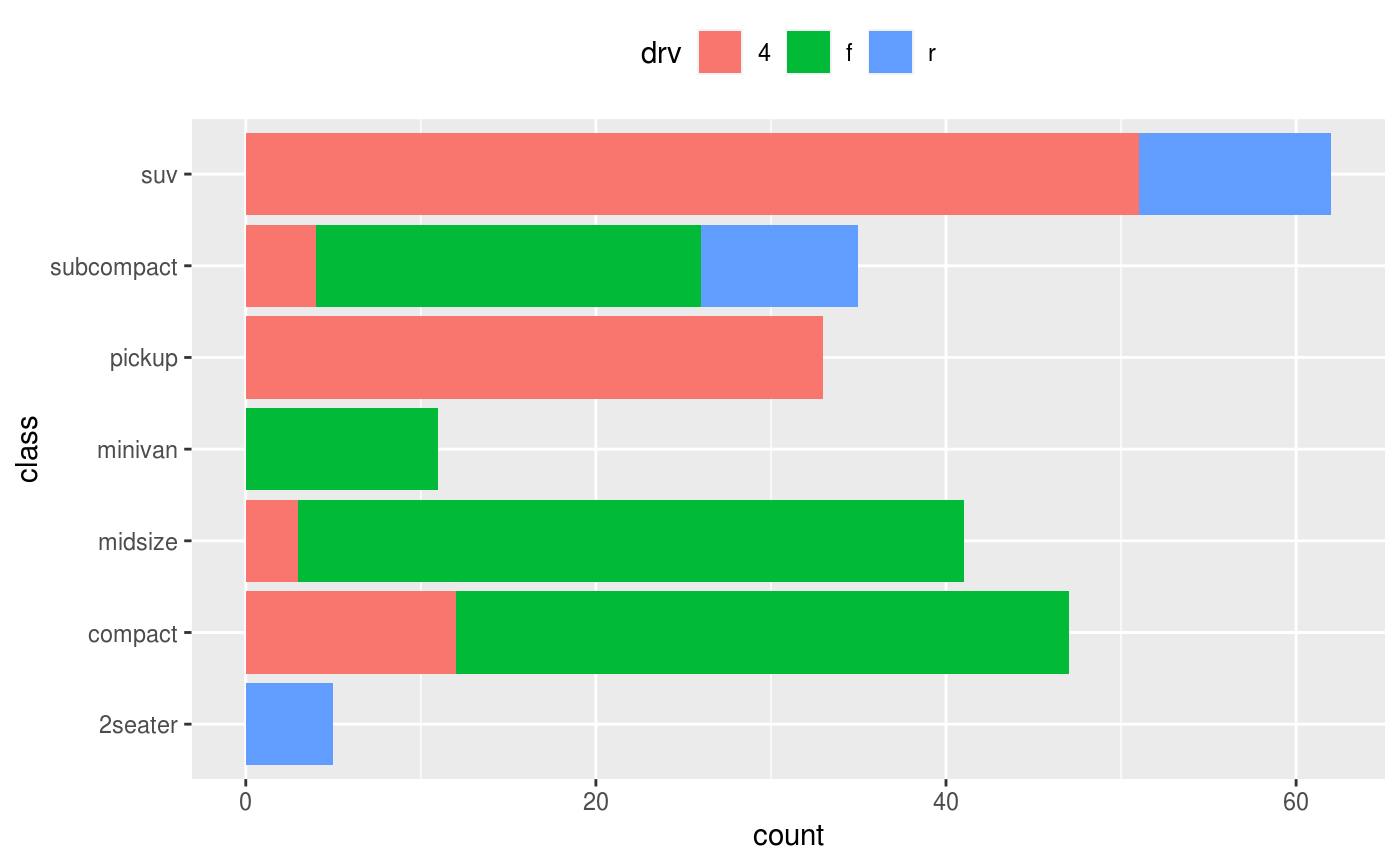 drv 4 f r
suv
subcompact
pickup
minivan
midsize
compact
2seater
class
0 20 40 60
count